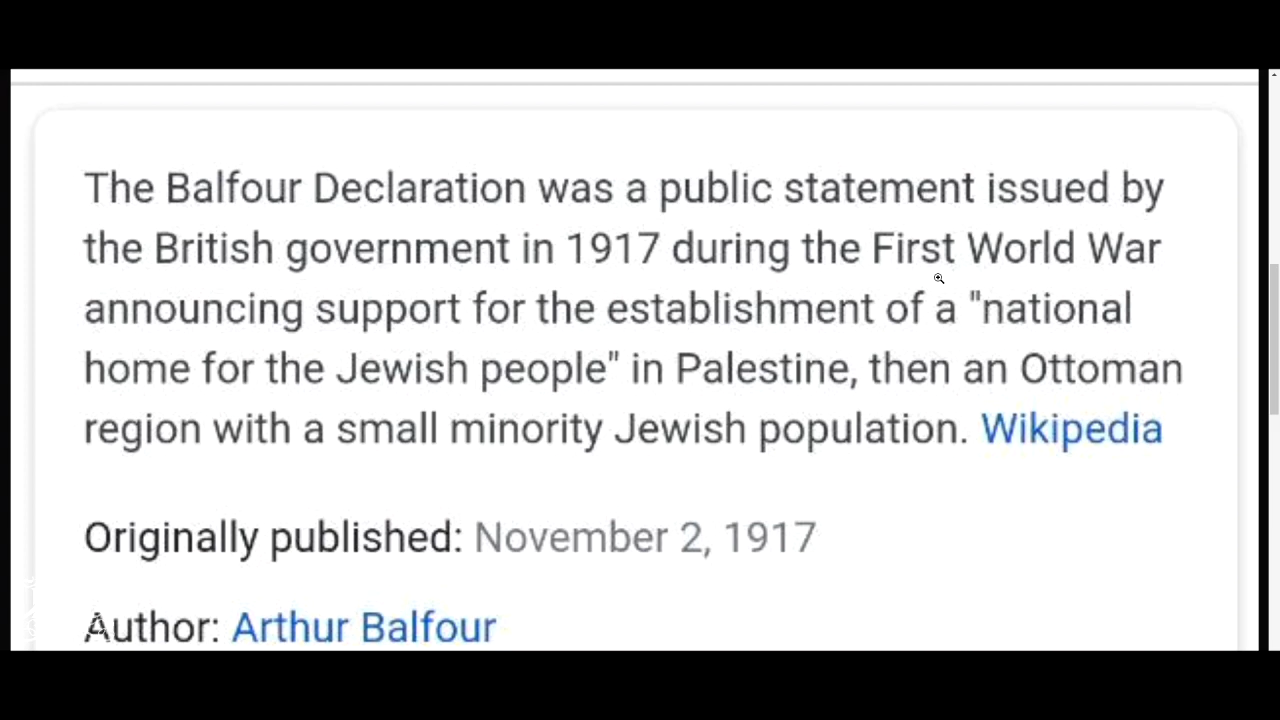 The Balfour Declaration was a public statement issued by
the British government in 1917 during the First World War
announcing support for the establishment of a "national
home for the Jewish people" in Palestine, then an Ottoman
region with a small minority Jewish population. Wikipedia
Originally published: November 2, 1917
Author: Arthur Balfour